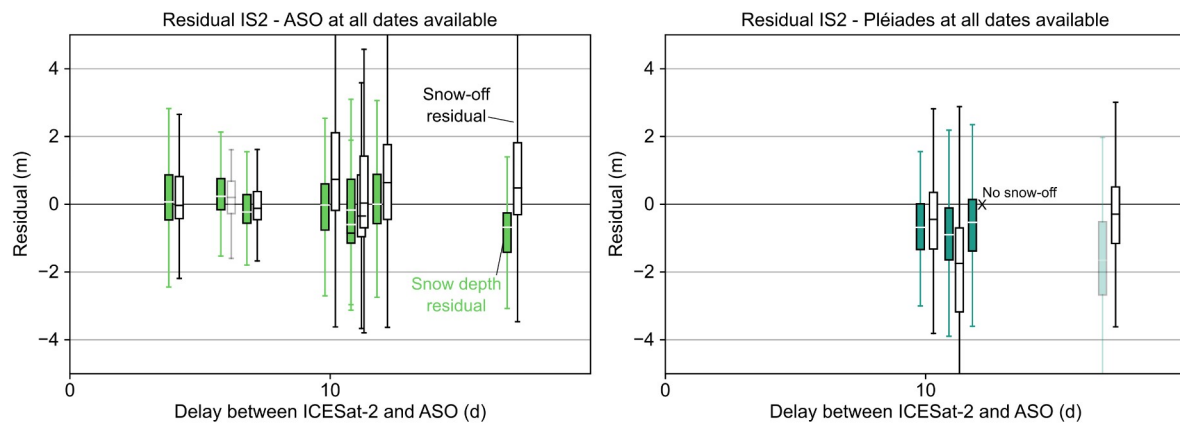 Residual IS2 - ASO at all dates available
Residual (m)
4
2
0
−2
−4
0
10
Delay between ICESat-2 and ASO (d)
Snow-off
residual
Snow depth
residual
Residual IS2 - Pléiades at all dates available
Residual (m)
4
2
0
−2
−4
0
10
Delay between ICESat-2 and ASO (d)
No snow-off